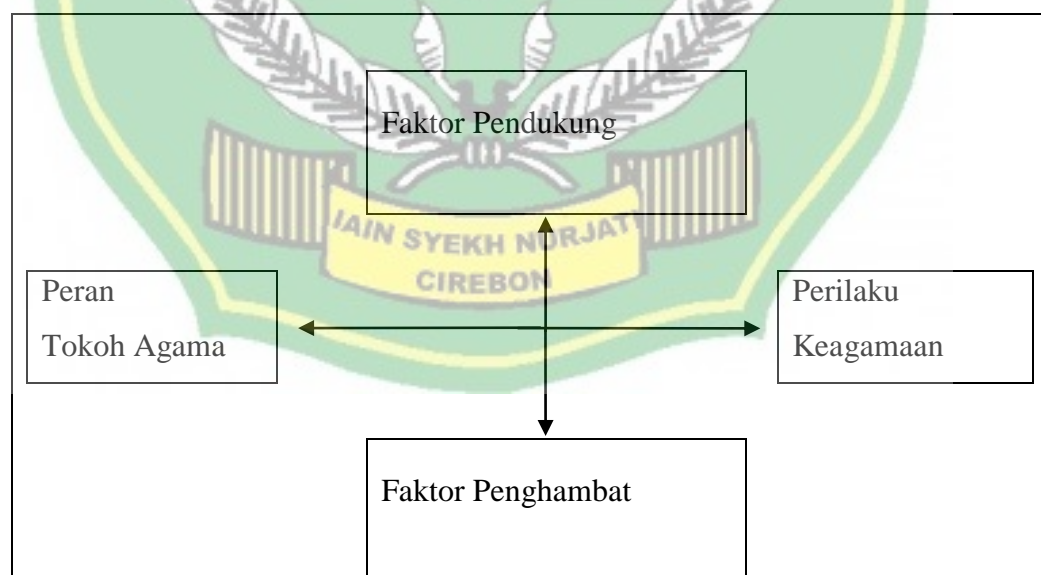 Faktor Pendukung
IAIN SYEKH NURJATI
CIREBON
Peran
Tokoh Agama
Perilaku
Keagamaan
Faktor Penghambat